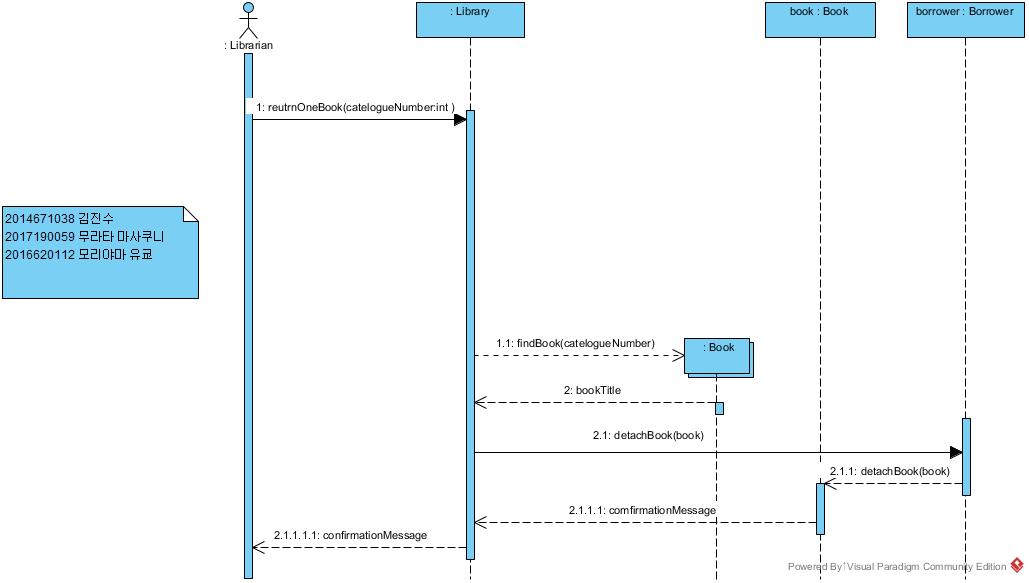 : Library
book : Book
borrower : Borrower
: Librarian
1: reutrnOneBook(catelogueNumber:int )
2014671038 김진수
2017190059 무라타 마사쿠니
2016620112 모리야마 유쿄
1.1: findBook(catelogueNumber)
: Book
2: bookTitle
2.1: detachBook(book)
2.1.1: detachBook(book)
2.1.1.1: comfirmationMessage
2.1.1.1.1: confirmationMessage
Powered By Visual Paradigm Community Edition